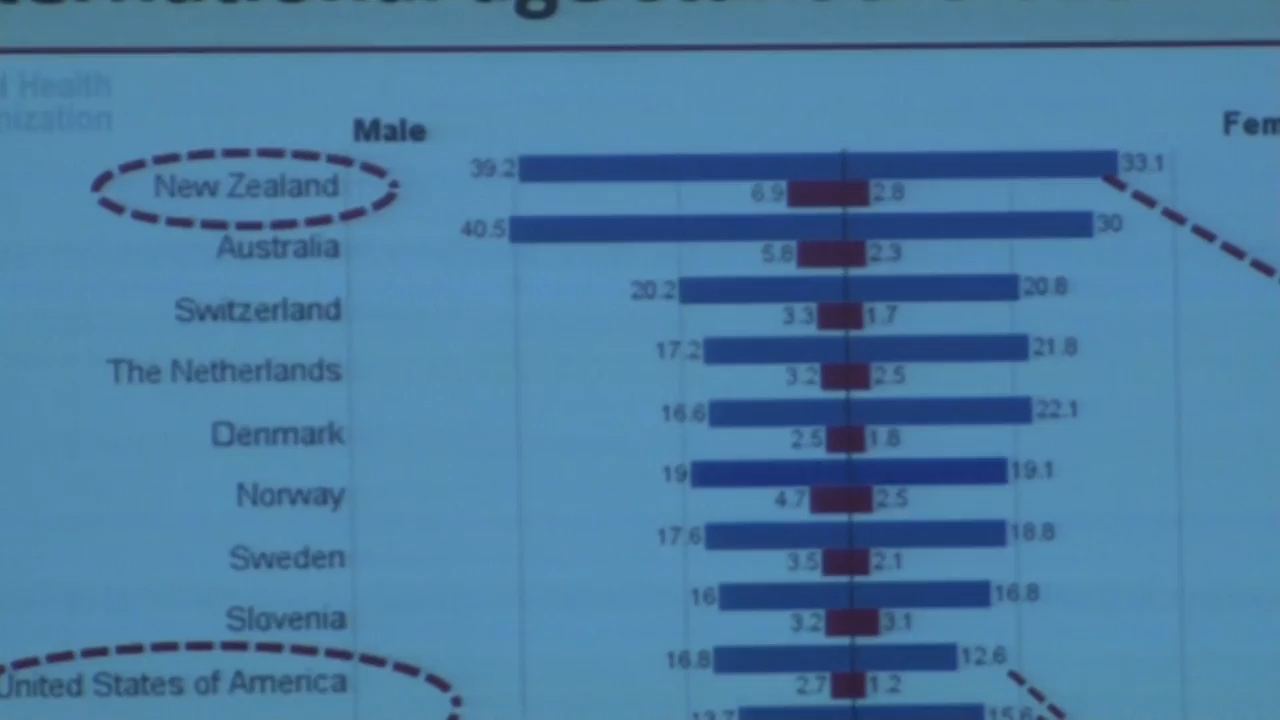 Health
Male
39.2 33.1
New Zealand 6.9 2.8
40.5 30
Australia 5.8 2.3
20.2 20.8
Switzerland 3.3 1.7
17.2 21.8
The Netherlands 3.2 2.5
16.6 22.1
Denmark 2.5 1.8
19 19.1
Norway 4.7 2.5
17.6 18.8
Sweden 3.5 2.1
16 16.8
Slovenia 3.2 3.1
16.8 12.6
United States of America 2.7 1.2